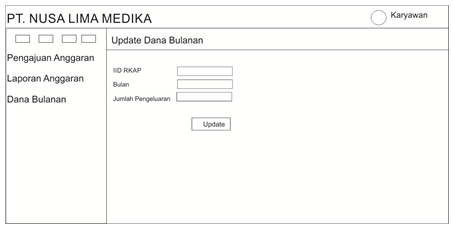 PT. NUSA LIMA MEDIKA
Karyawan
Update Dana Bulanan
Pengajuan Anggaran
Laporan Anggaran
Dana Bulanan
IID RKAP
Bulan
Jumlah Pengeluaran
Update